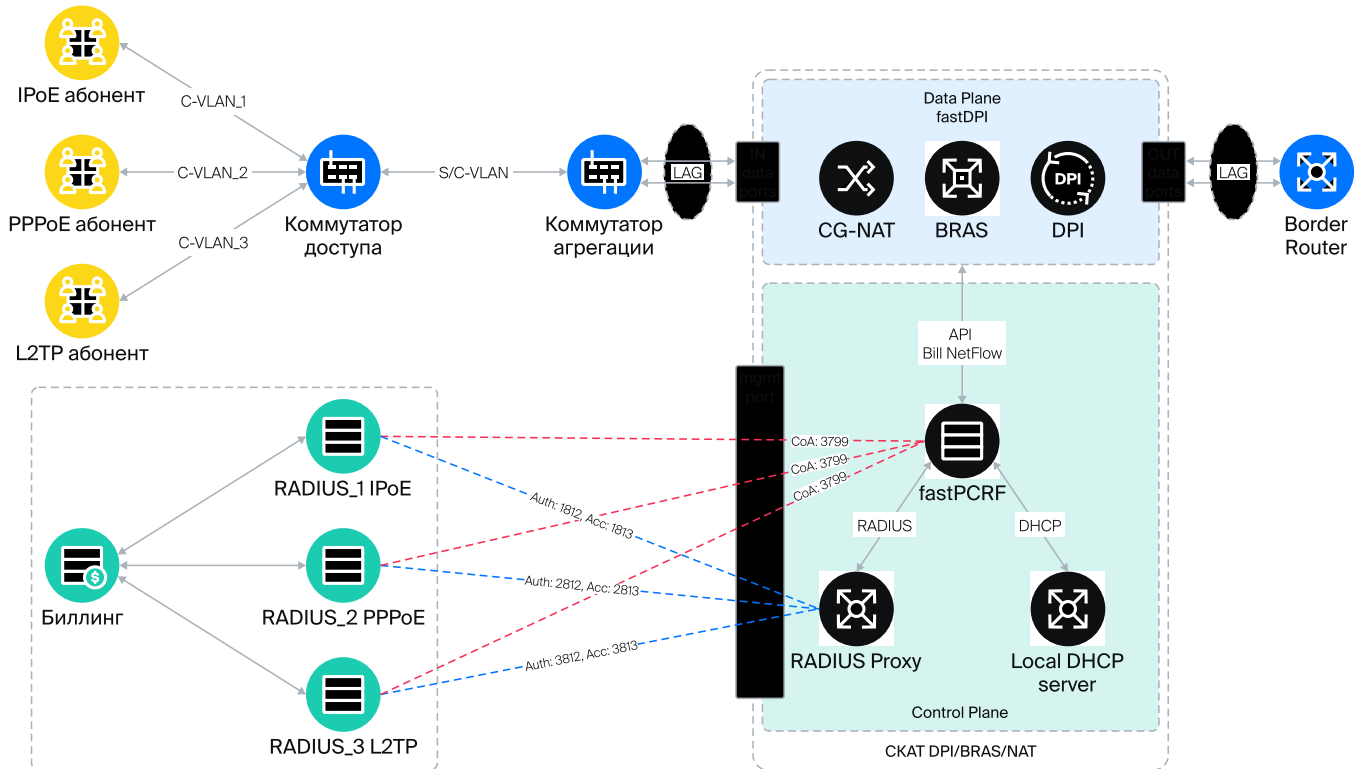 IPoE абонент
PPPoE абонент
L2TP абонент
C-VLAN_1
C-VLAN_2
C-VLAN_3
Коммутатор
доступа
S/C-VLAN
Коммутатор
агрегации
LAG
IN
data
ports
Data Plane
fastDPI
CG-NAT
BRAS
DPI
DPI
OUT
data
ports
LAG
Border
Router
API
Bill NetFlow
mgmt
port
fastPCRF
RADIUS
DHCP
RADIUS Proxy
Local DHCP
server
Control Plane
СКАТ DPI/BRAS/NAT
CoA: 3799
CoA: 3799
CoA: 3799
Auth: 1812, Acc: 1813
Auth: 2812, Acc: 2813
Auth: 3812, Acc: 3813
RADIUS_1 IPoE
RADIUS_2 PPPoE
RADIUS_3 L2TP
$
Биллинг